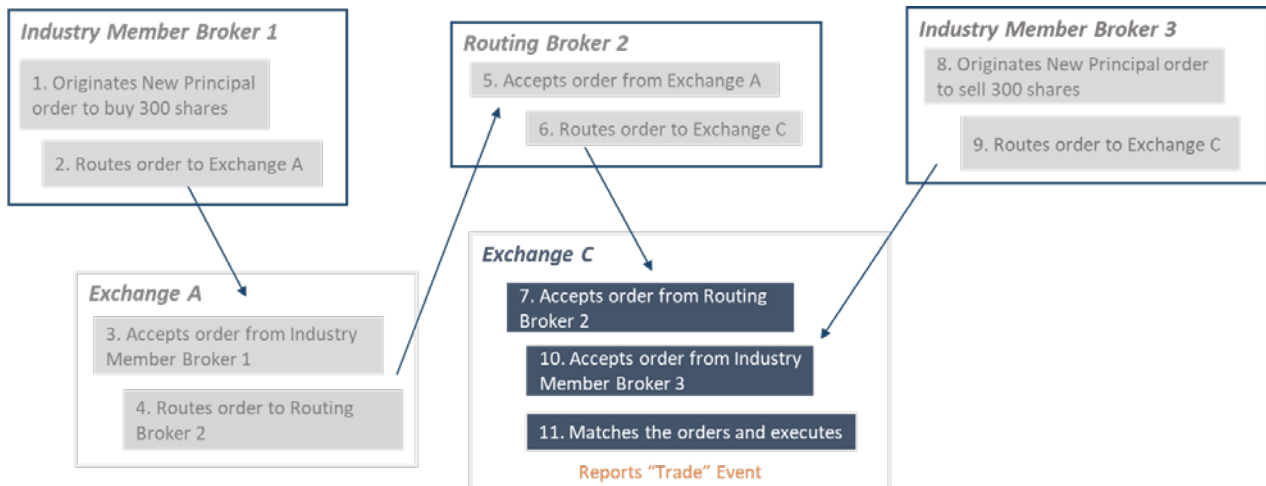 Industry Member Broker 1
1. Originates New Principal
order to buy 300 shares
2. Routes order to Exchange A
Routing Broker 2
5. Accepts order from Exchange A
6. Routes order to Exchange C
Industry Member Broker 3
8. Originates New Principal order
to sell 300 shares
9. Routes order to Exchange C
Exchange A
3. Accepts order from Industry
Member Broker 1
4. Routes order to Routing
Broker 2
Exchange C
7. Accepts order from Routing
Broker 2
10. Accepts order from Industry
Member Broker 3
11. Matches the orders and executes
Reports “Trade” Event